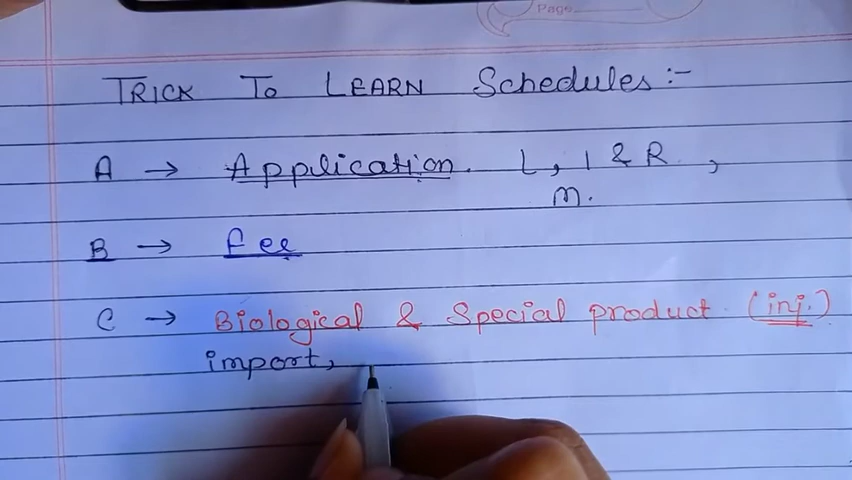 Page
TRICK TO LEARN Schedules :-
A → Application. L, I & R,
m.
B → Fee
C → Biological & Special product. (inj.)
import,